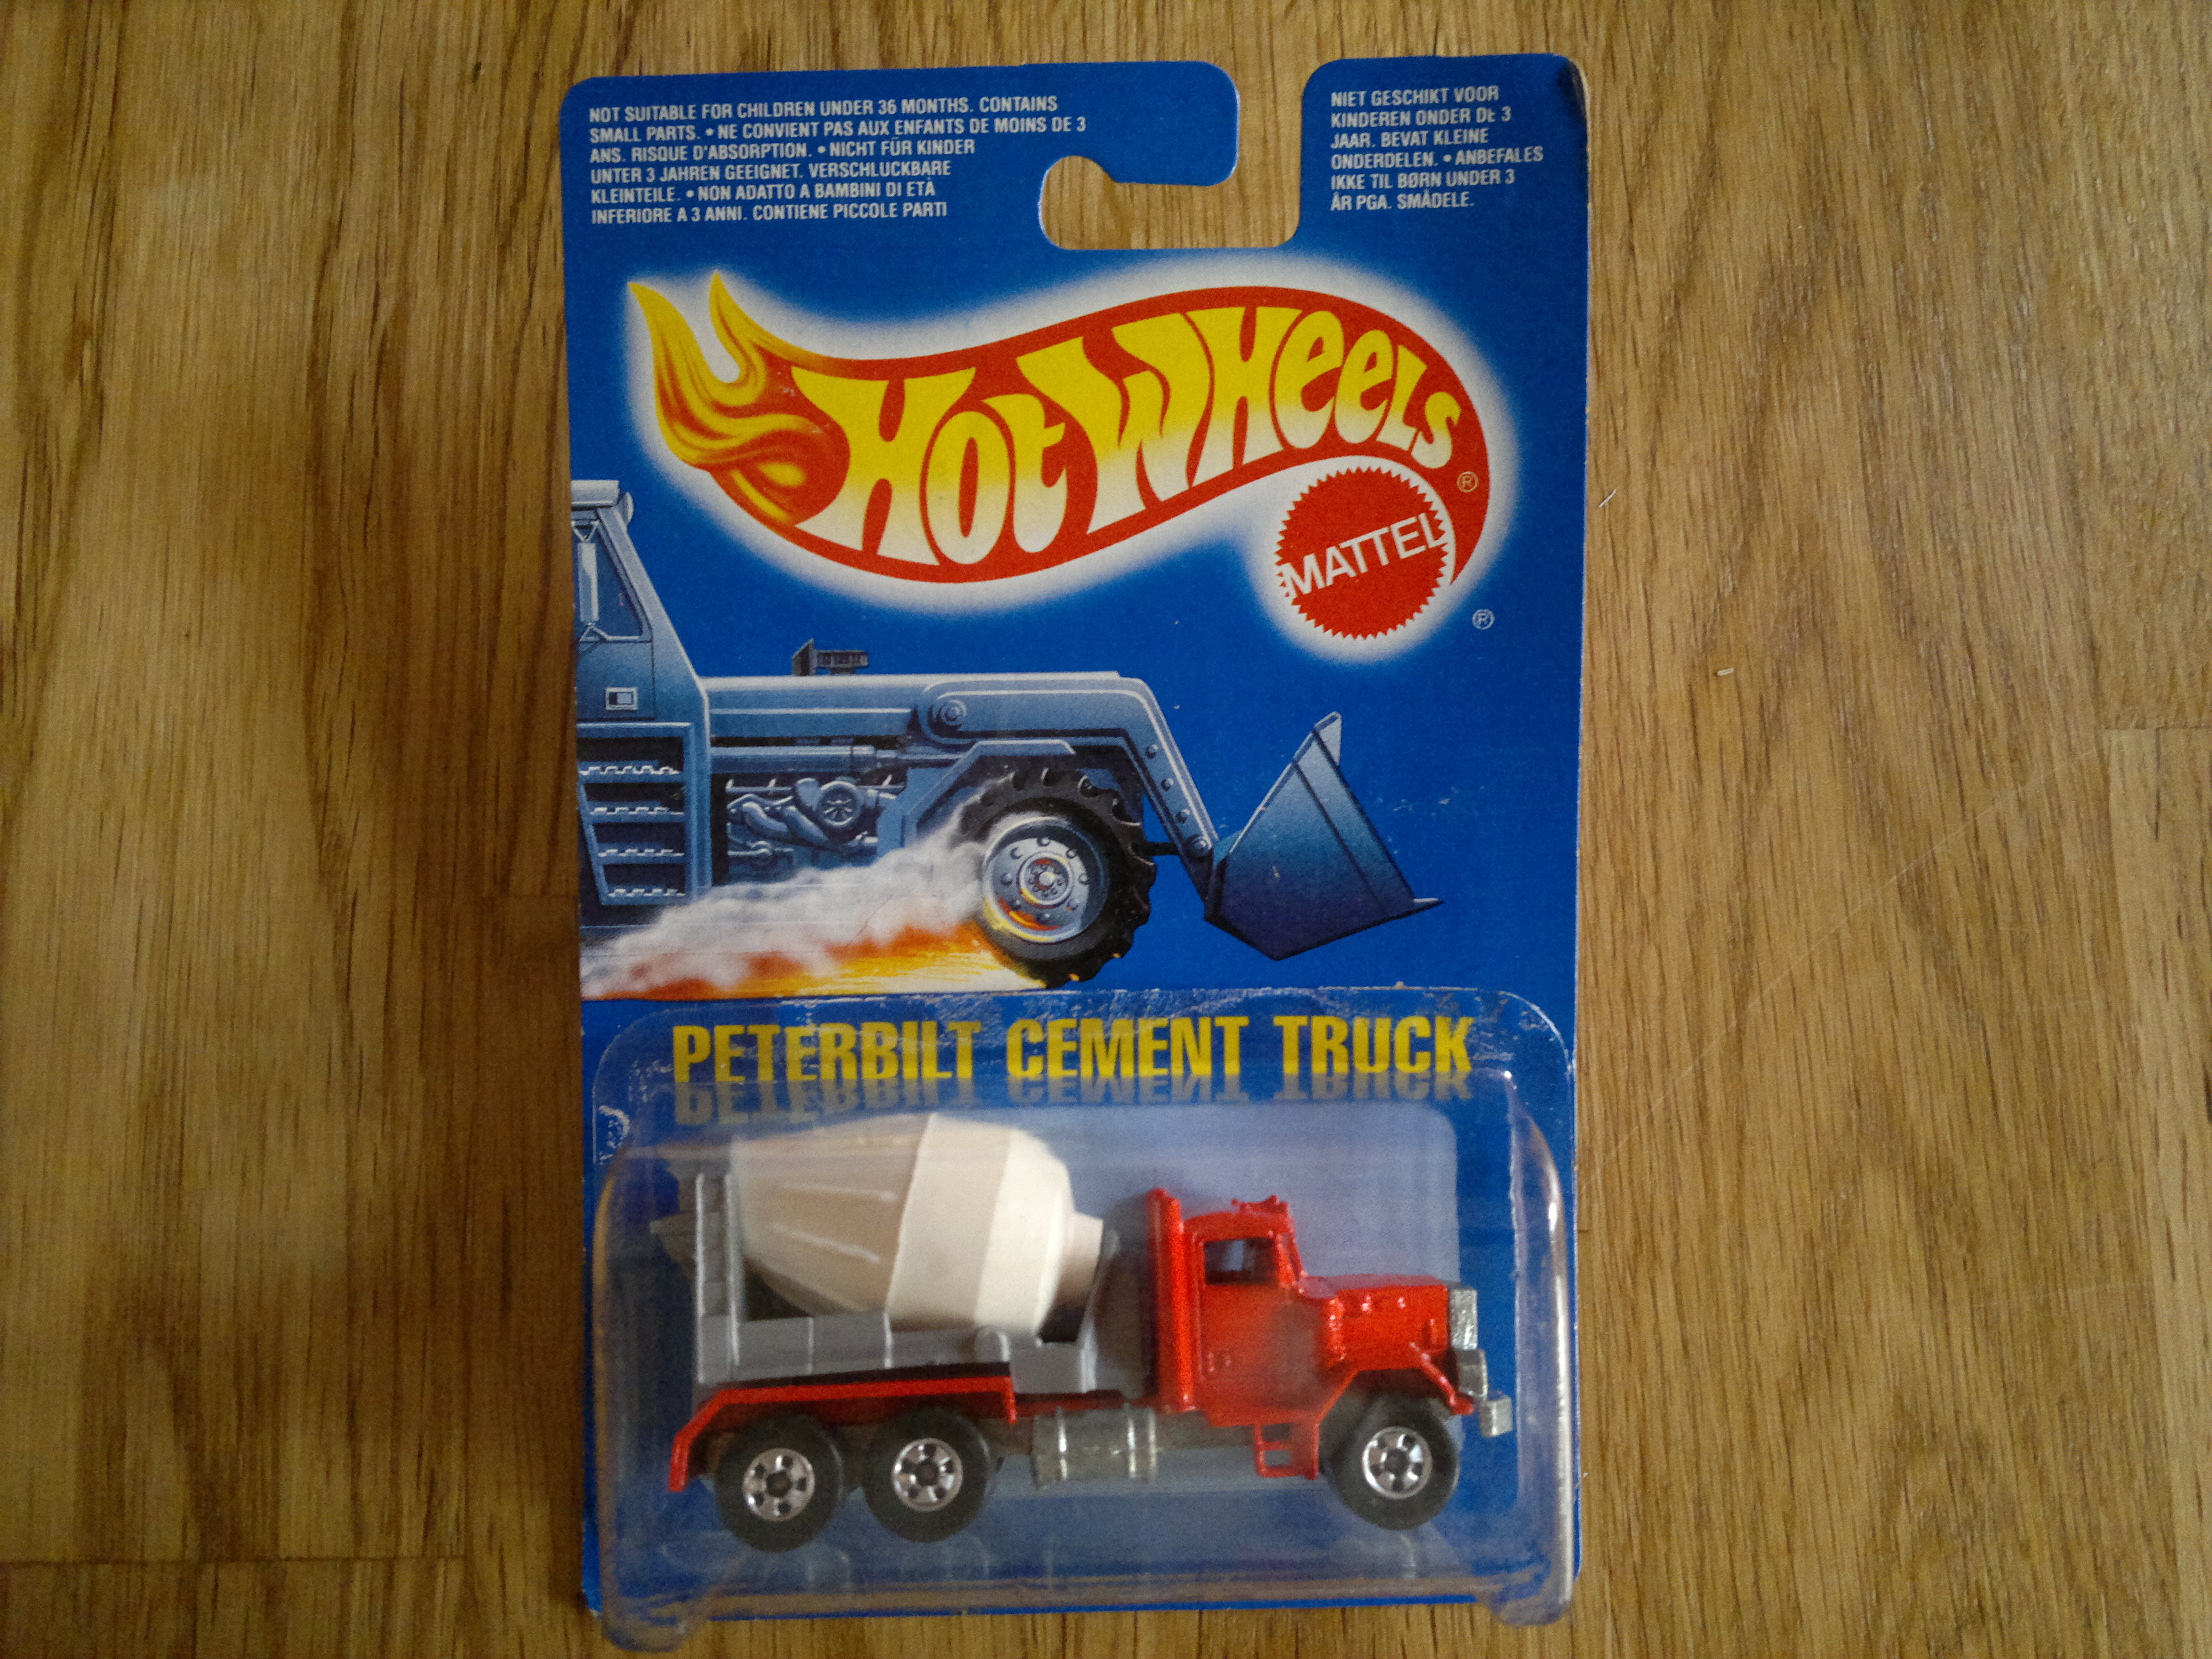 NOT SUITABLE FOR CHILDREN UNDER 36 MONTHS. CONTAINS
SMALL PARTS. • NE CONVIENT PAS AUX ENFANTS DE MOINS DE 3
ANS. RISQUE D'ABSORPTION. • NICHT FÜR KINDER
UNTER 3 JAHREN GEEIGNET. VERSCHLUCKBARE
KLEINTEILE. • NON ADATTO A BAMBINI DI ETÀ
INFERIORE A 3 ANNI. CONTIENE PICCOLE PARTI
NIET GESCHIKT VOOR
KINDEREN ONDER DE 3
JAAR. BEVAT KLEINE
ONDERDELEN. • ANBEFALES
IKKE TIL BØRN UNDER 3
ÅR PGA. SMÅDELE.
HOT WHEELS ®
MATTEL
®
PETERBILT CEMENT TRUCK